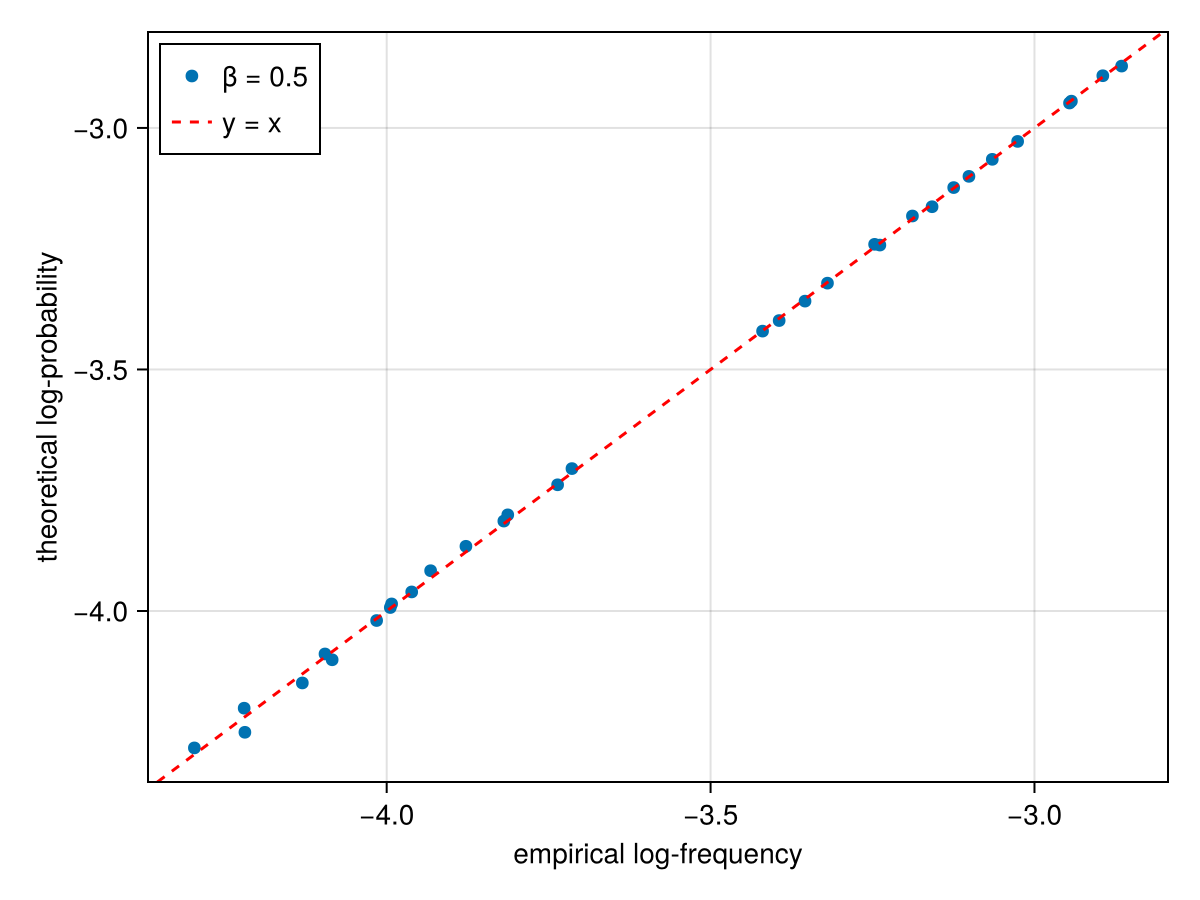 β = 0.5
y = x
−3.0
−3.5
−4.0
theoretical log-probability
−4.0
−3.5
−3.0
empirical log-frequency